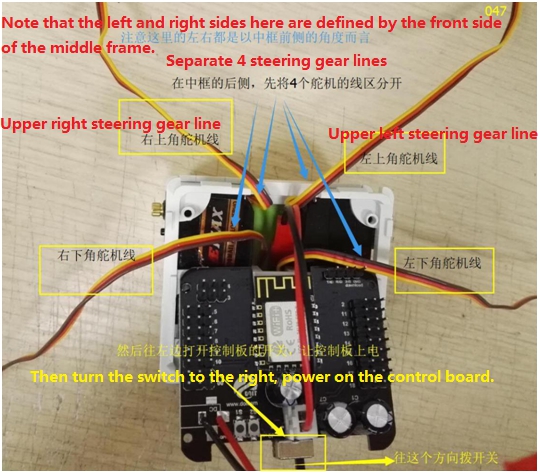 047
Note that the left and right sides here are defined by the front side
of the middle frame.
注意这里的左右都是以中框前侧的角度而言
Separate 4 steering gear lines
在中框的后侧，先将4个舵机的线区分开
Upper right steering gear line
右上角舵机线
Upper left steering gear line
左上角舵机线
右下角舵机线
左下角舵机线
WiFi
RoHS
然后往左边打开控制板的开关，让控制板上电
Then turn the switch to the right, power on the control board.
DC
C1
往这个方向拨开关